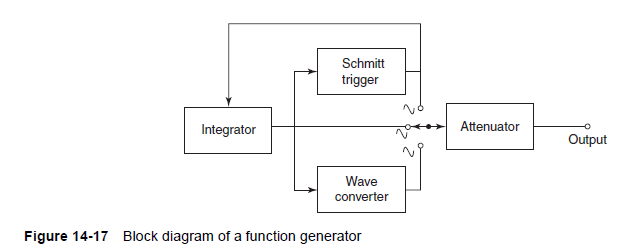 Schmitt
trigger
Integrator
Attenuator
Output
Wave
converter
Figure 14-17 Block diagram of a function generator